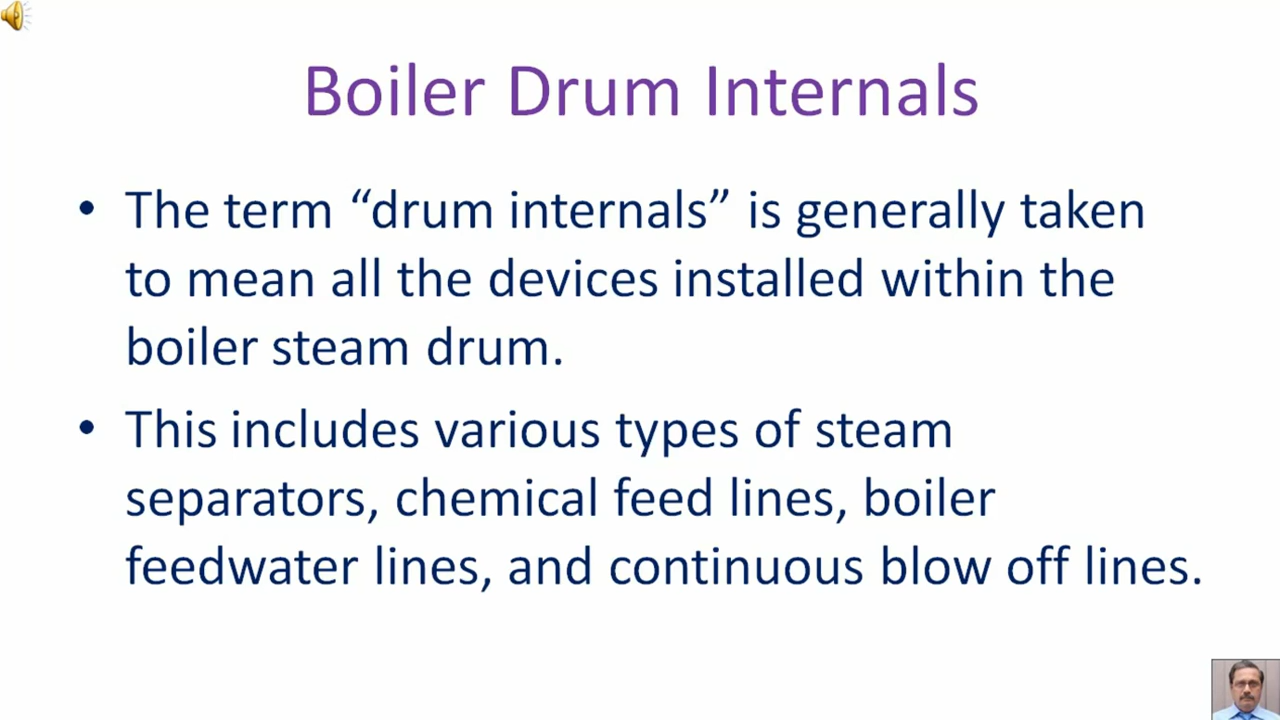 Boiler Drum Internals
• The term “drum internals” is generally taken
to mean all the devices installed within the
boiler steam drum.
• This includes various types of steam
separators, chemical feed lines, boiler
feedwater lines, and continuous blow off lines.